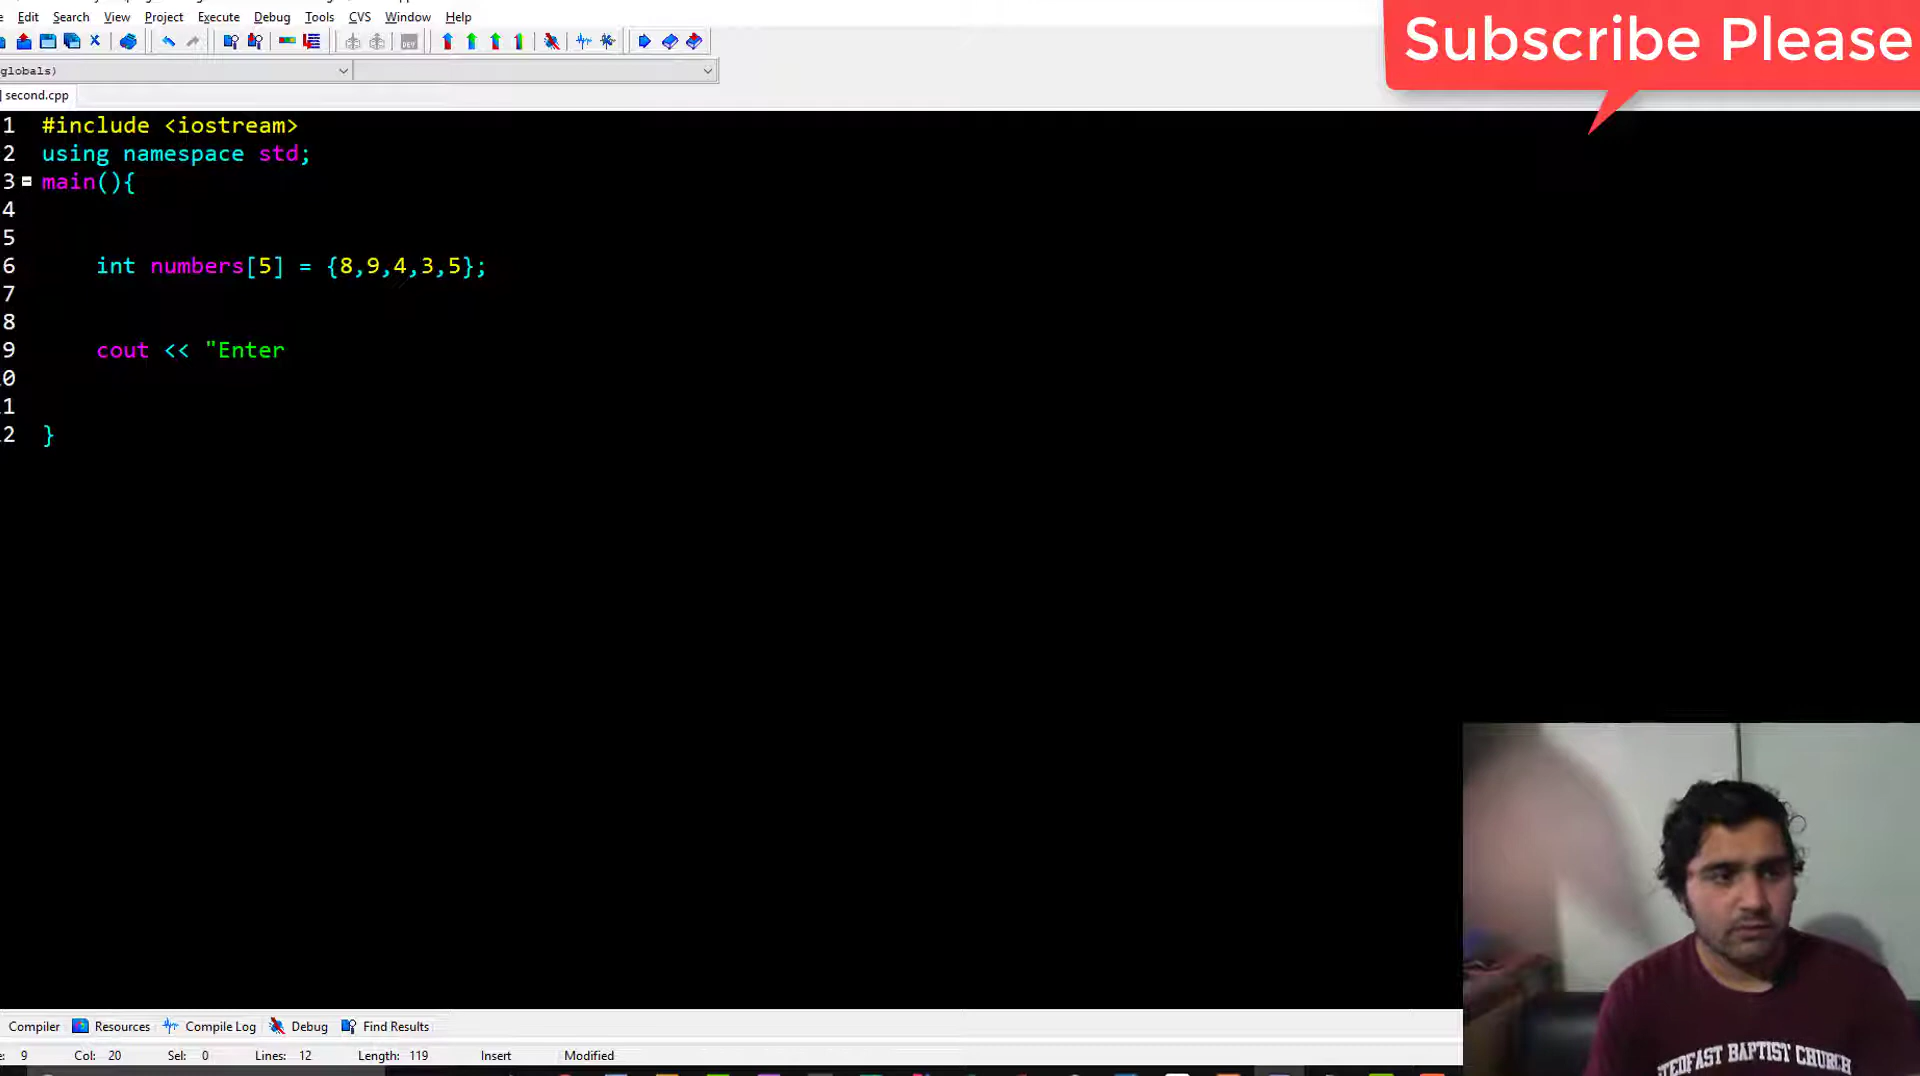 Edit Search View Project Execute Debug Tools CVS Window Help
Subscribe Please
globals)
second.cpp
1 #include <iostream>
2 using namespace std;
3 main(){
4
5
6 int numbers[5] = {8,9,4,3,5};
7
8
9 cout << "Enter
0
1
2 }
Compiler Resources Compile Log Debug Find Results
9 Col: 20 Sel: 0 Lines: 12 Length: 119 Insert Modified
TEDFAST BAPTIST CHURCH